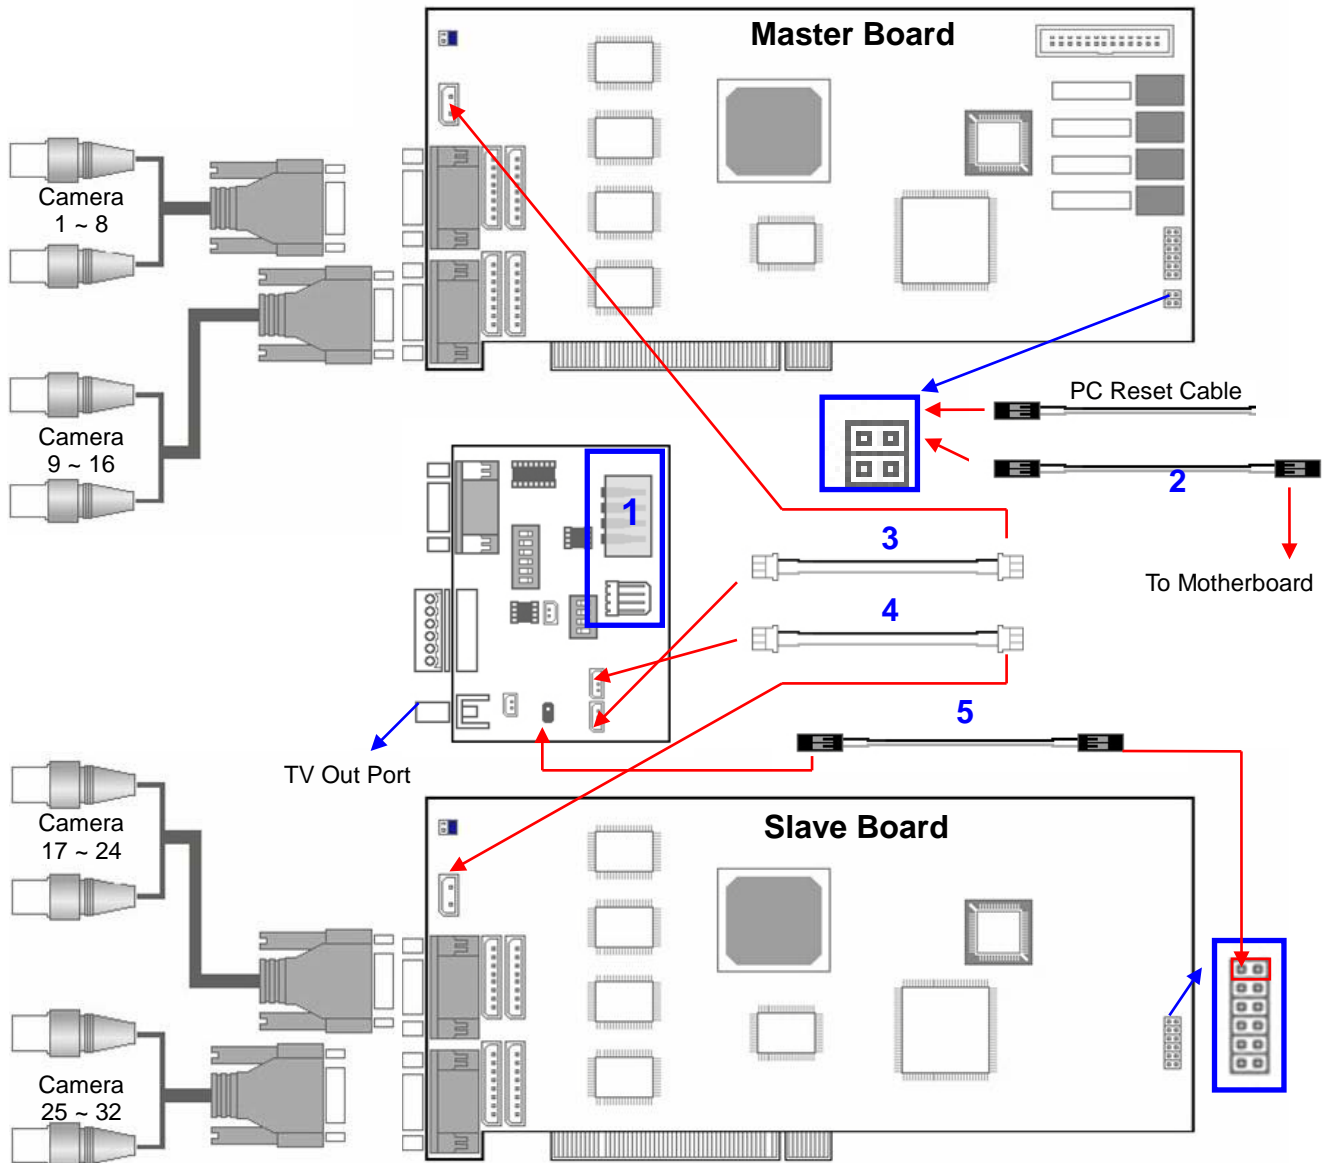 Master Board
Camera
1 ~ 8
PC Reset Cable
Camera
9 ~ 16
2
1
3
To Motherboard
4
5
TV Out Port
Slave Board
Camera
17 ~ 24
Camera
25 ~ 32